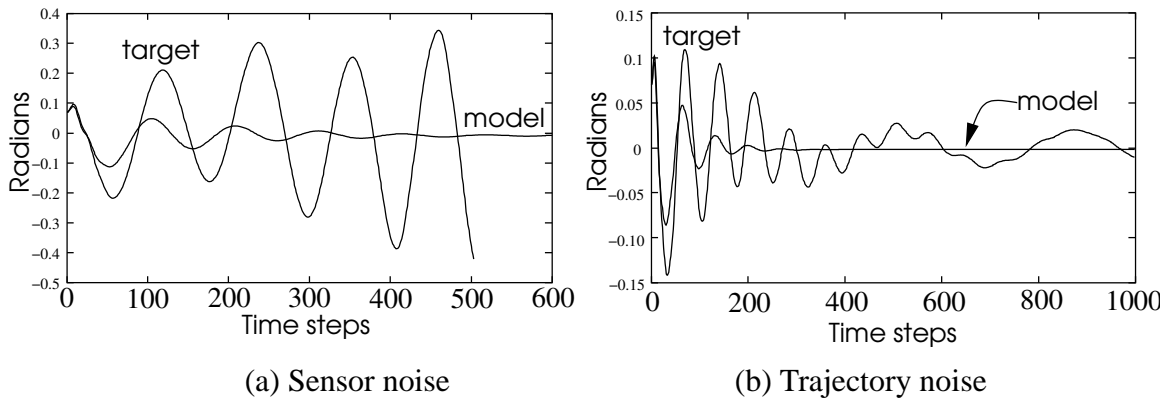 0.4
0.3
0.2
0.1
0
−0.1
−0.2
−0.3
−0.4
−0.5
Radians
target
model
0 100 200 300 400 500 600
Time steps
(a) Sensor noise
0.15
0.1
0.05
0
−0.05
−0.10
−0.15
Radians
target
model
0 200 400 600 800 1000
Time steps
(b) Trajectory noise